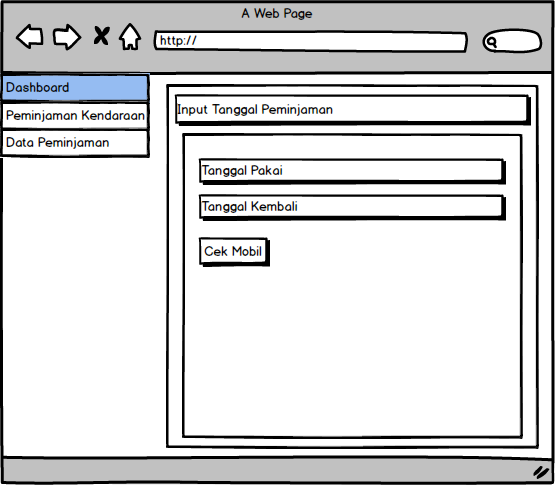 A Web Page
http://
Dashboard
Peminjaman Kendaraan
Data Peminjaman
Input Tanggal Peminjaman
Tanggal Pakai
Tanggal Kembali
Cek Mobil